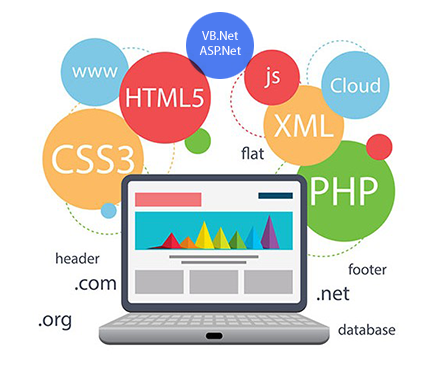 VB.Net
ASP.Net
www
HTML5
js
Cloud
XML
CSS3
flat
PHP
header
footer
.com
.net
.org
database